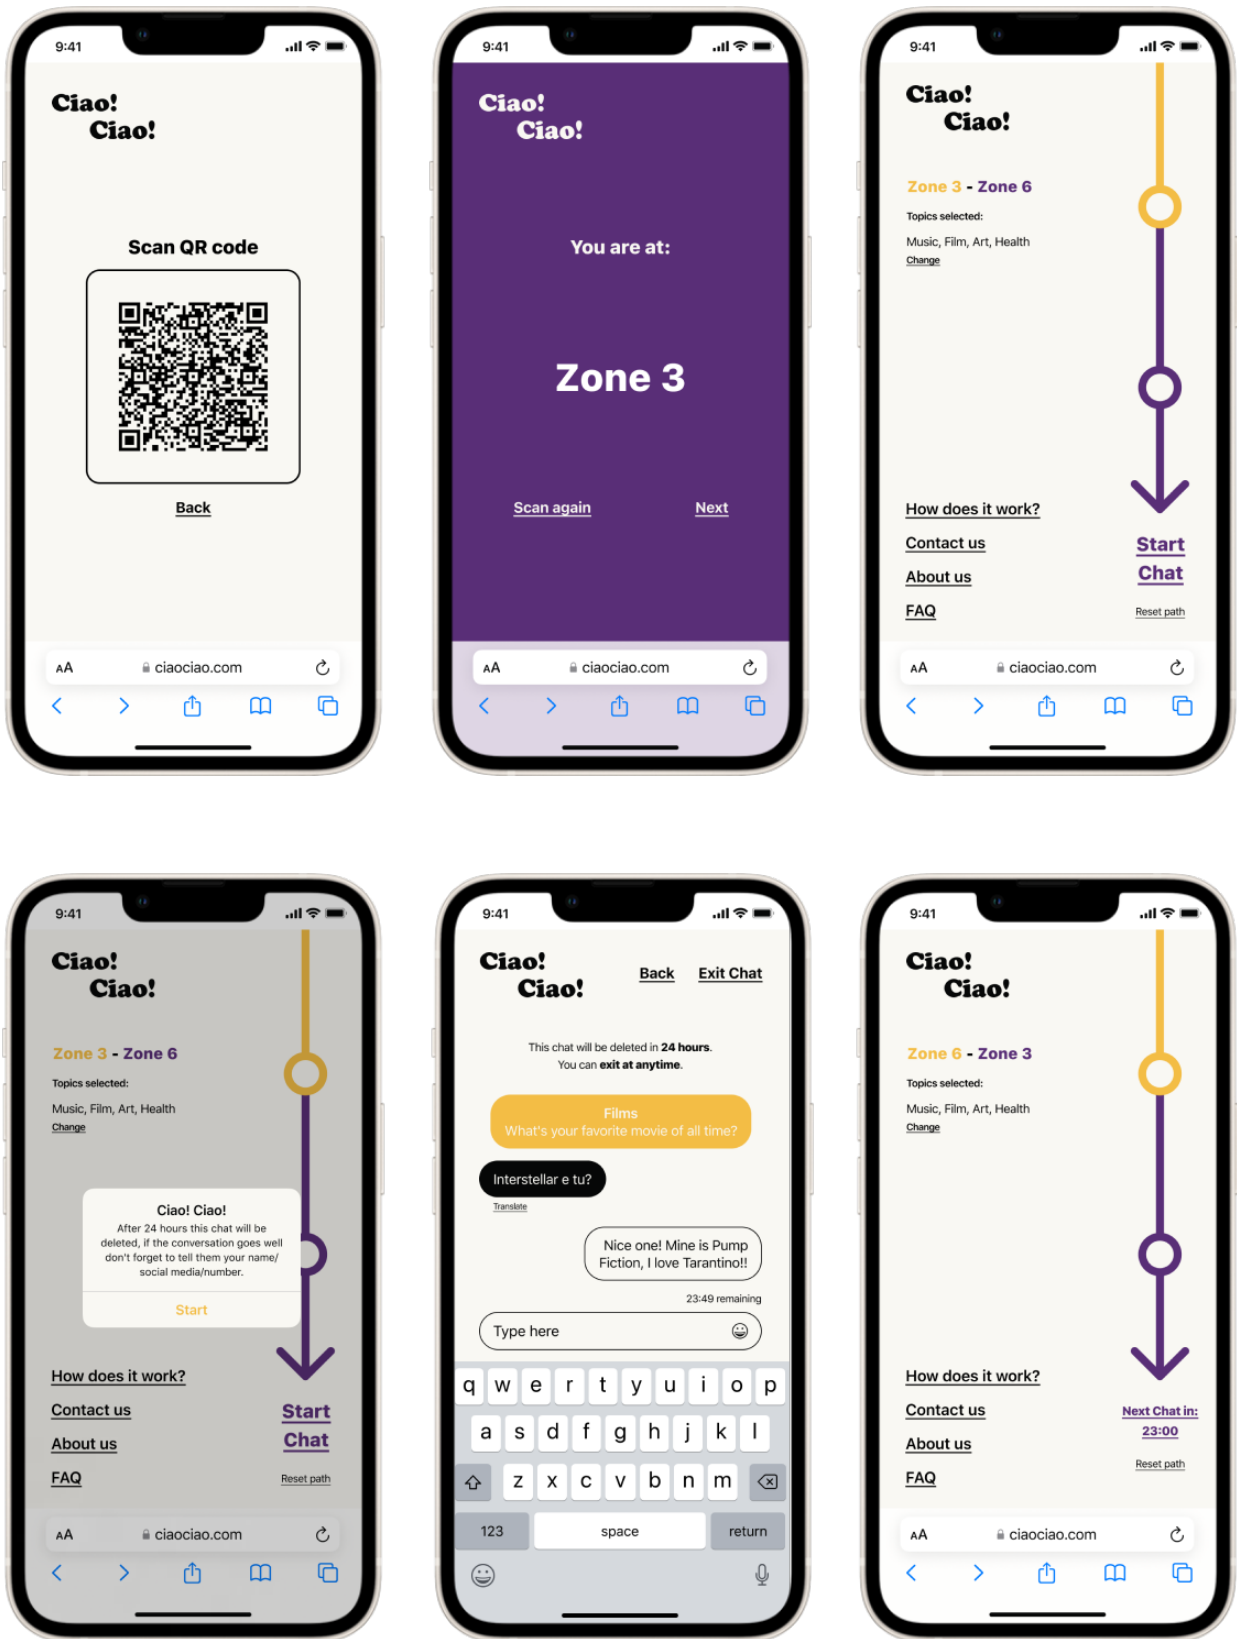 9:41
Ciao!
Ciao!
Scan QR code
Back
AA
ciaociao.com
9:41
Ciao!
Ciao!
You are at:
Zone 3
Scan again
Next
AA
ciaociao.com
9:41
Ciao!
Ciao!
Zone 3 - Zone 6
Topics selected:
Music, Film, Art, Health
Change
How does it work?
Contact us
About us
FAQ
Start
Chat
Reset path
AA
ciaociao.com
9:41
Ciao!
Ciao!
Zone 3 - Zone 6
Topics selected:
Music, Film, Art, Health
Change
Ciao! Ciao!
After 24 hours this chat will be
deleted, if the conversation goes well
don't forget to tell them your name/
social media/number.
Start
How does it work?
Contact us
About us
FAQ
Start
Chat
Reset path
AA
ciaociao.com
9:41
Ciao!
Ciao!
Back
Exit Chat
This chat will be deleted in 24 hours.
You can exit at anytime.
Films
What's your favorite movie of all time?
Interstellar e tu?
Translate
Nice one! Mine is Pump
Fiction, I love Tarantino!!
23:49 remaining
Type here
q w e r t y u i o p
a s d f g h j k l
z x c v b n m
123
space
return
9:41
Ciao!
Ciao!
Zone 6 - Zone 3
Topics selected:
Music, Film, Art, Health
Change
How does it work?
Contact us
About us
FAQ
Next Chat in:
23:00
Reset path
AA
ciaociao.com